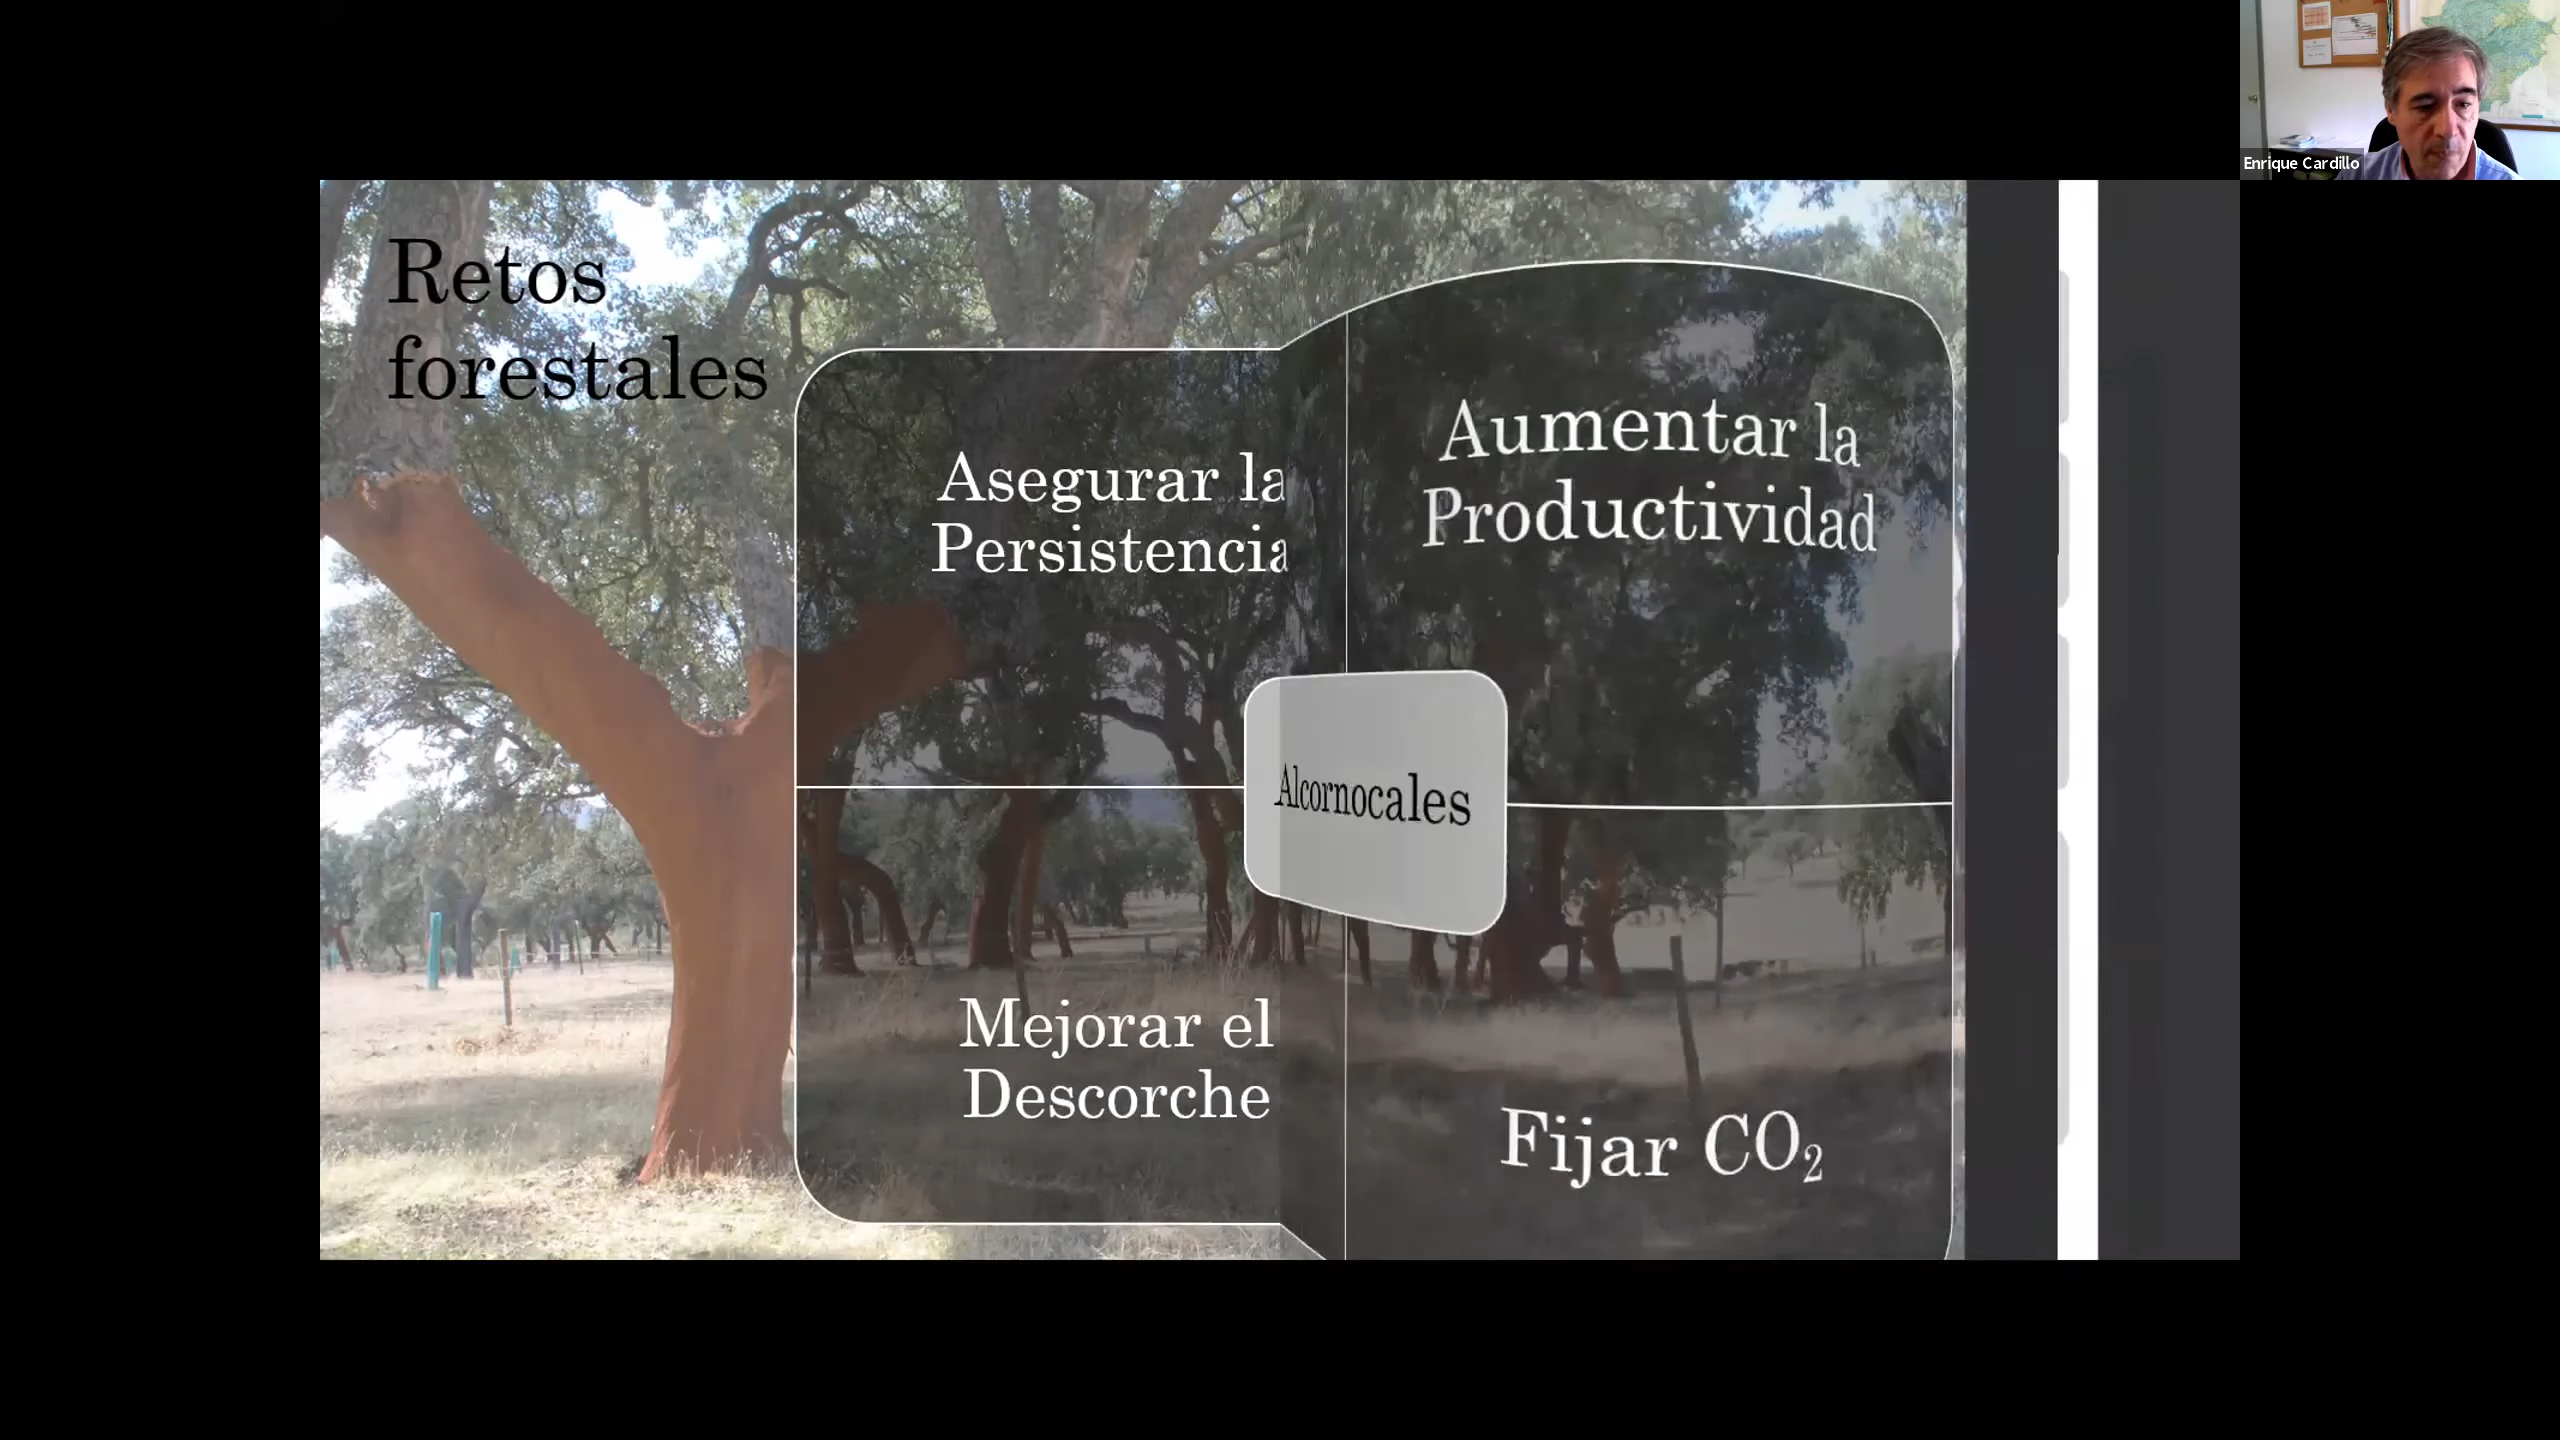 Enrique Cardillo
Retos
forestales
Asegurar la
Persistencia
Aumentar la
Productividad
Alcornocales
Mejorar el
Descorche
Fijar CO₂